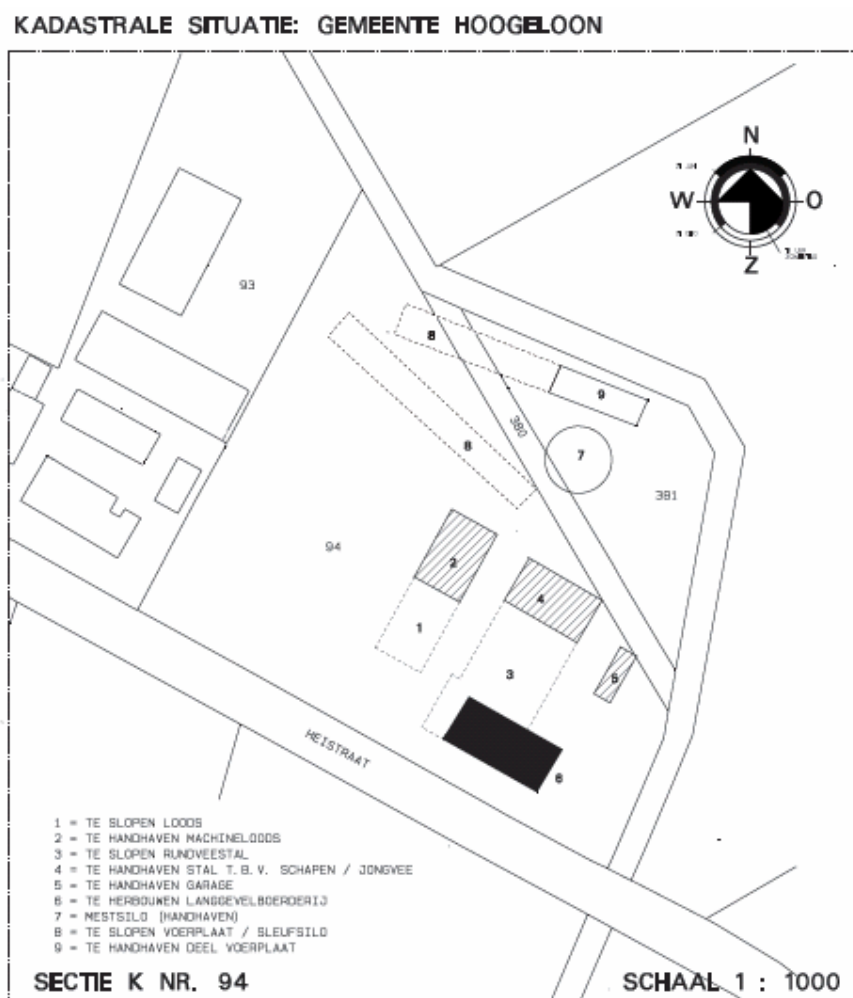 KADASTRALE SITUATIE: GEMEENTE HOOGELOON
N
W
O
Z
93
8
9
380
8
7
381
94
2
4
1
3
5
HEISTRAAT
6
1 = TE SLOPEN LOODS
2 = TE HANDHAVEN MACHINELOODS
3 = TE SLOPEN RUNDVEESTAL
4 = TE HANDHAVEN STAL T.B.V. SCHAPEN / JONGVEE
5 = TE HANDHAVEN GARAGE
6 = TE HERBOUWEN LANGGEVELBOERDERIJ
7 = MESTSILO (HANDHAVEN)
8 = TE SLOPEN VOERPLAAT / SLEUFSILO
9 = TE HANDHAVEN DEEL VOERPLAAT
SECTIE K NR. 94
SCHAAL 1 : 1000